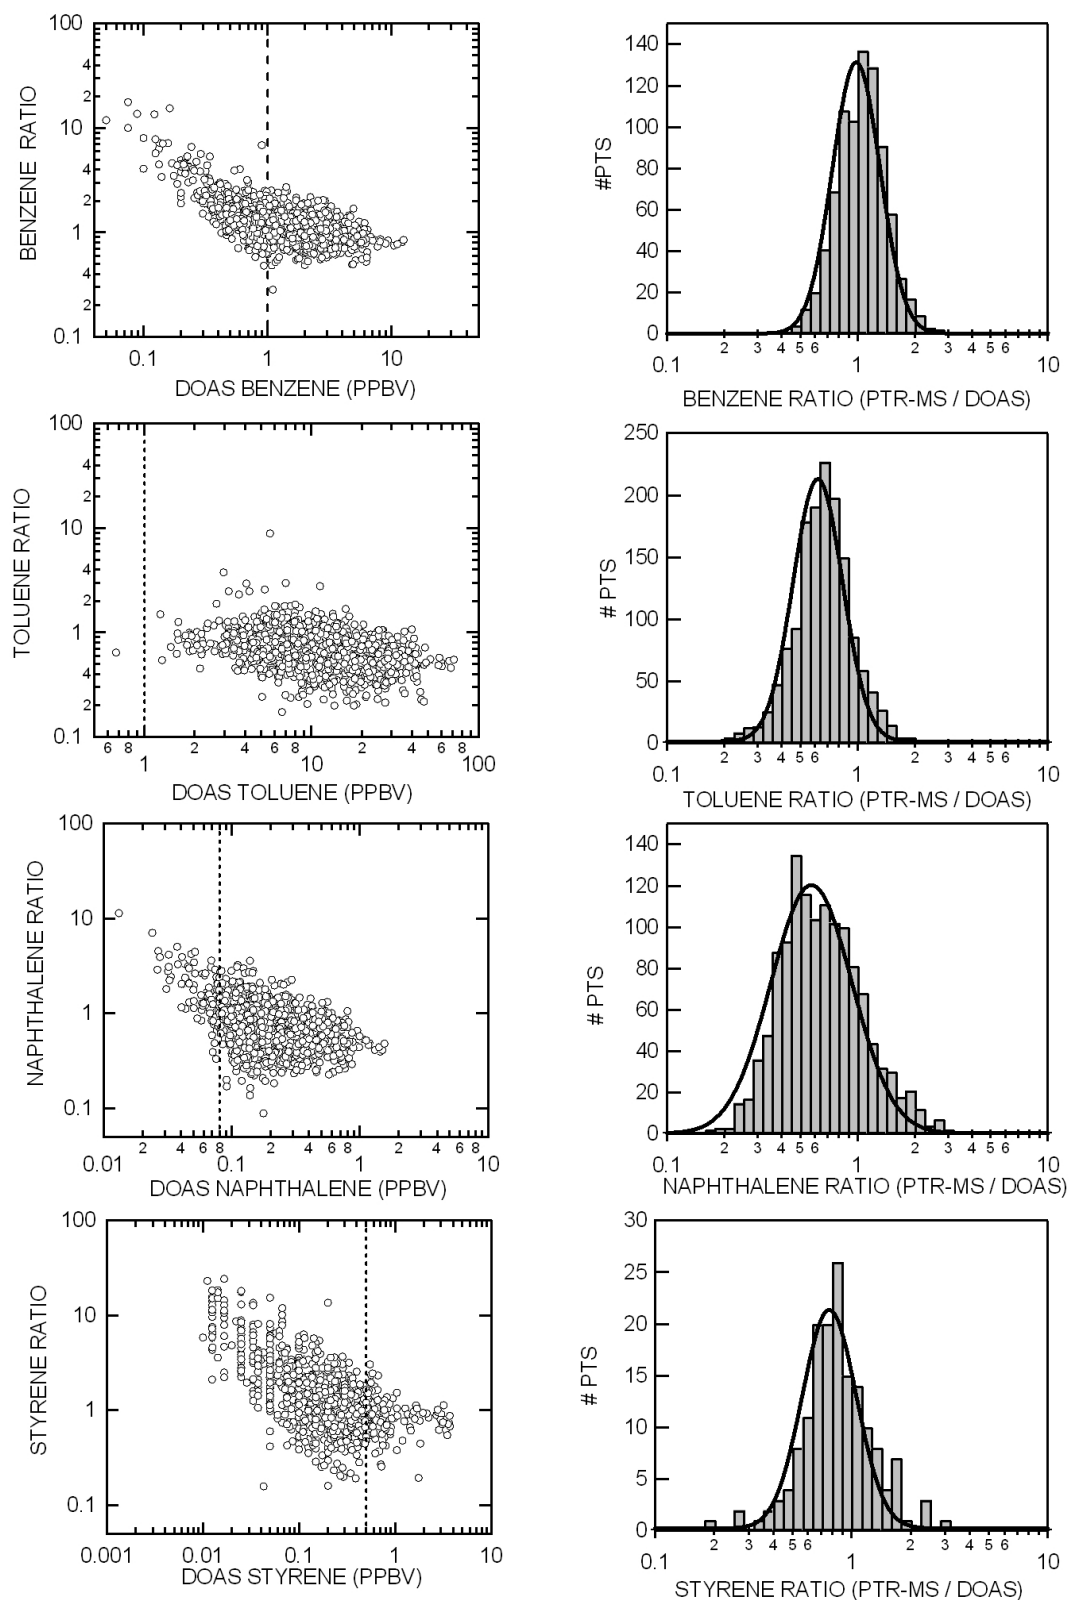 100
4
2
10
4
2
1
4
2
0.1
BENZENE RATIO
0.1 1 10
DOAS BENZENE (PPBV)
140
120
100
80
60
40
20
0
#PTS
2 3 4 5 6 2 3 4 5 6
0.1 1 10
BENZENE RATIO (PTR-MS / DOAS)
100
4
2
10
4
2
1
4
2
0.1
TOLUENE RATIO
6 8 2 4 6 8 2 4 6 8
1 10 100
DOAS TOLUENE (PPBV)
250
200
150
100
50
0
# PTS
2 3 4 5 6 2 3 4 5 6
0.1 1 10
TOLUENE RATIO (PTR-MS / DOAS)
100
10
1
0.1
NAPHTHALENE RATIO
2 4 6 8 2 4 6 8 2 4 6 8
0.01 0.1 1 10
DOAS NAPHTHALENE (PPBV)
140
120
100
80
60
40
20
0
# PTS
2 3 4 5 6 2 3 4 5 6
0.1 1 10
NAPHTHALENE RATIO (PTR-MS / DOAS)
100
10
1
0.1
STYRENE RATIO
0.001 0.01 0.1 1 10
DOAS STYRENE (PPBV)
30
25
20
15
10
5
0
# PTS
2 3 4 5 6 2 3 4 5 6
0.1 1 10
STYRENE RATIO (PTR-MS / DOAS)